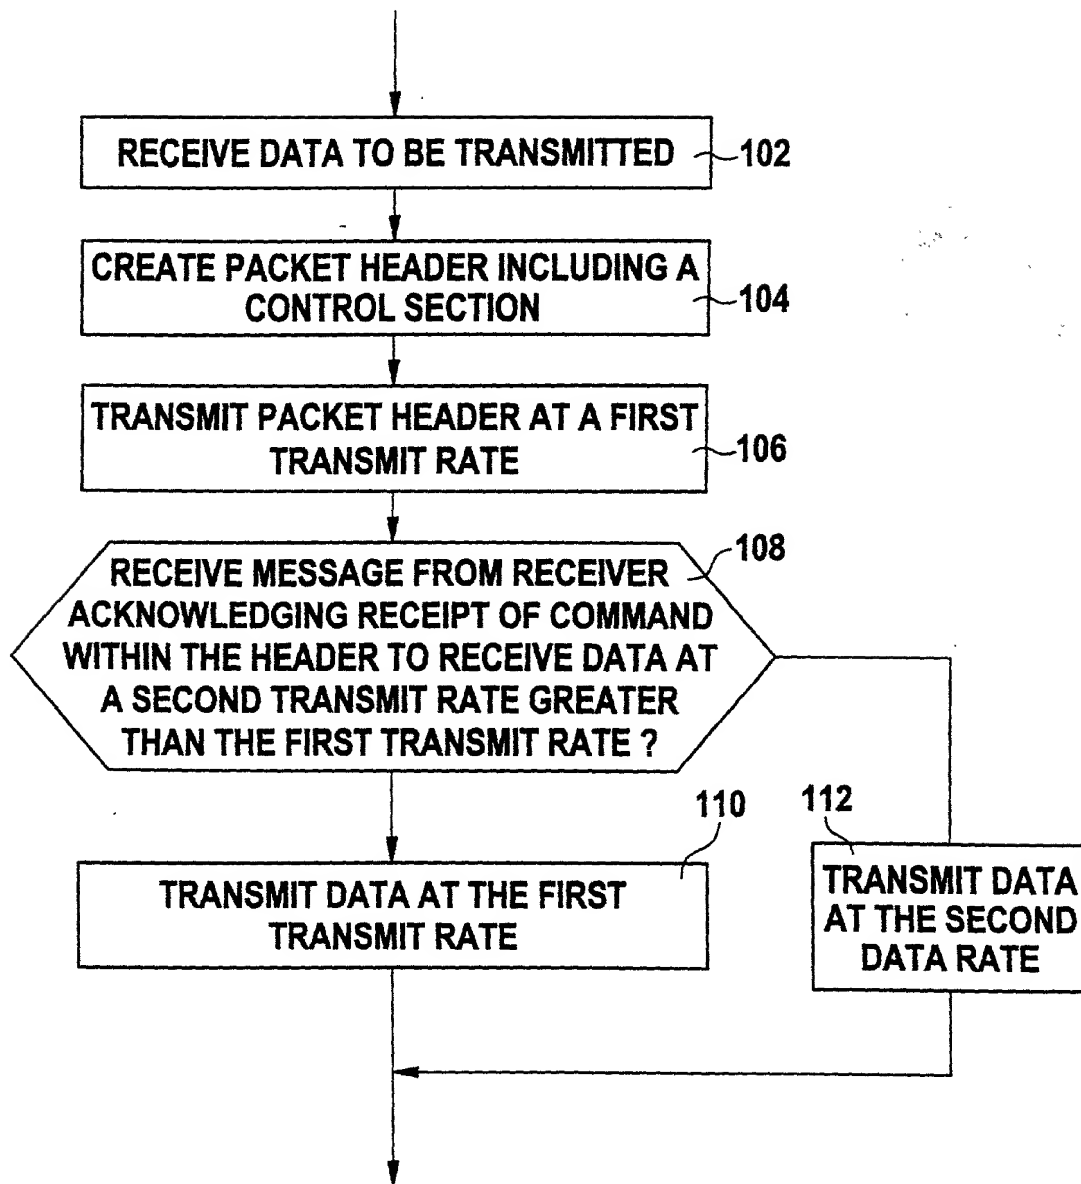 RECEIVE DATA TO BE TRANSMITTED
102
CREATE PACKET HEADER INCLUDING A
CONTROL SECTION
104
TRANSMIT PACKET HEADER AT A FIRST
TRANSMIT RATE
106
108
RECEIVE MESSAGE FROM RECEIVER
ACKNOWLEDGING RECEIPT OF COMMAND
WITHIN THE HEADER TO RECEIVE DATA AT
A SECOND TRANSMIT RATE GREATER
THAN THE FIRST TRANSMIT RATE ?
110
TRANSMIT DATA AT THE FIRST
TRANSMIT RATE
112
TRANSMIT DATA
AT THE SECOND
DATA RATE